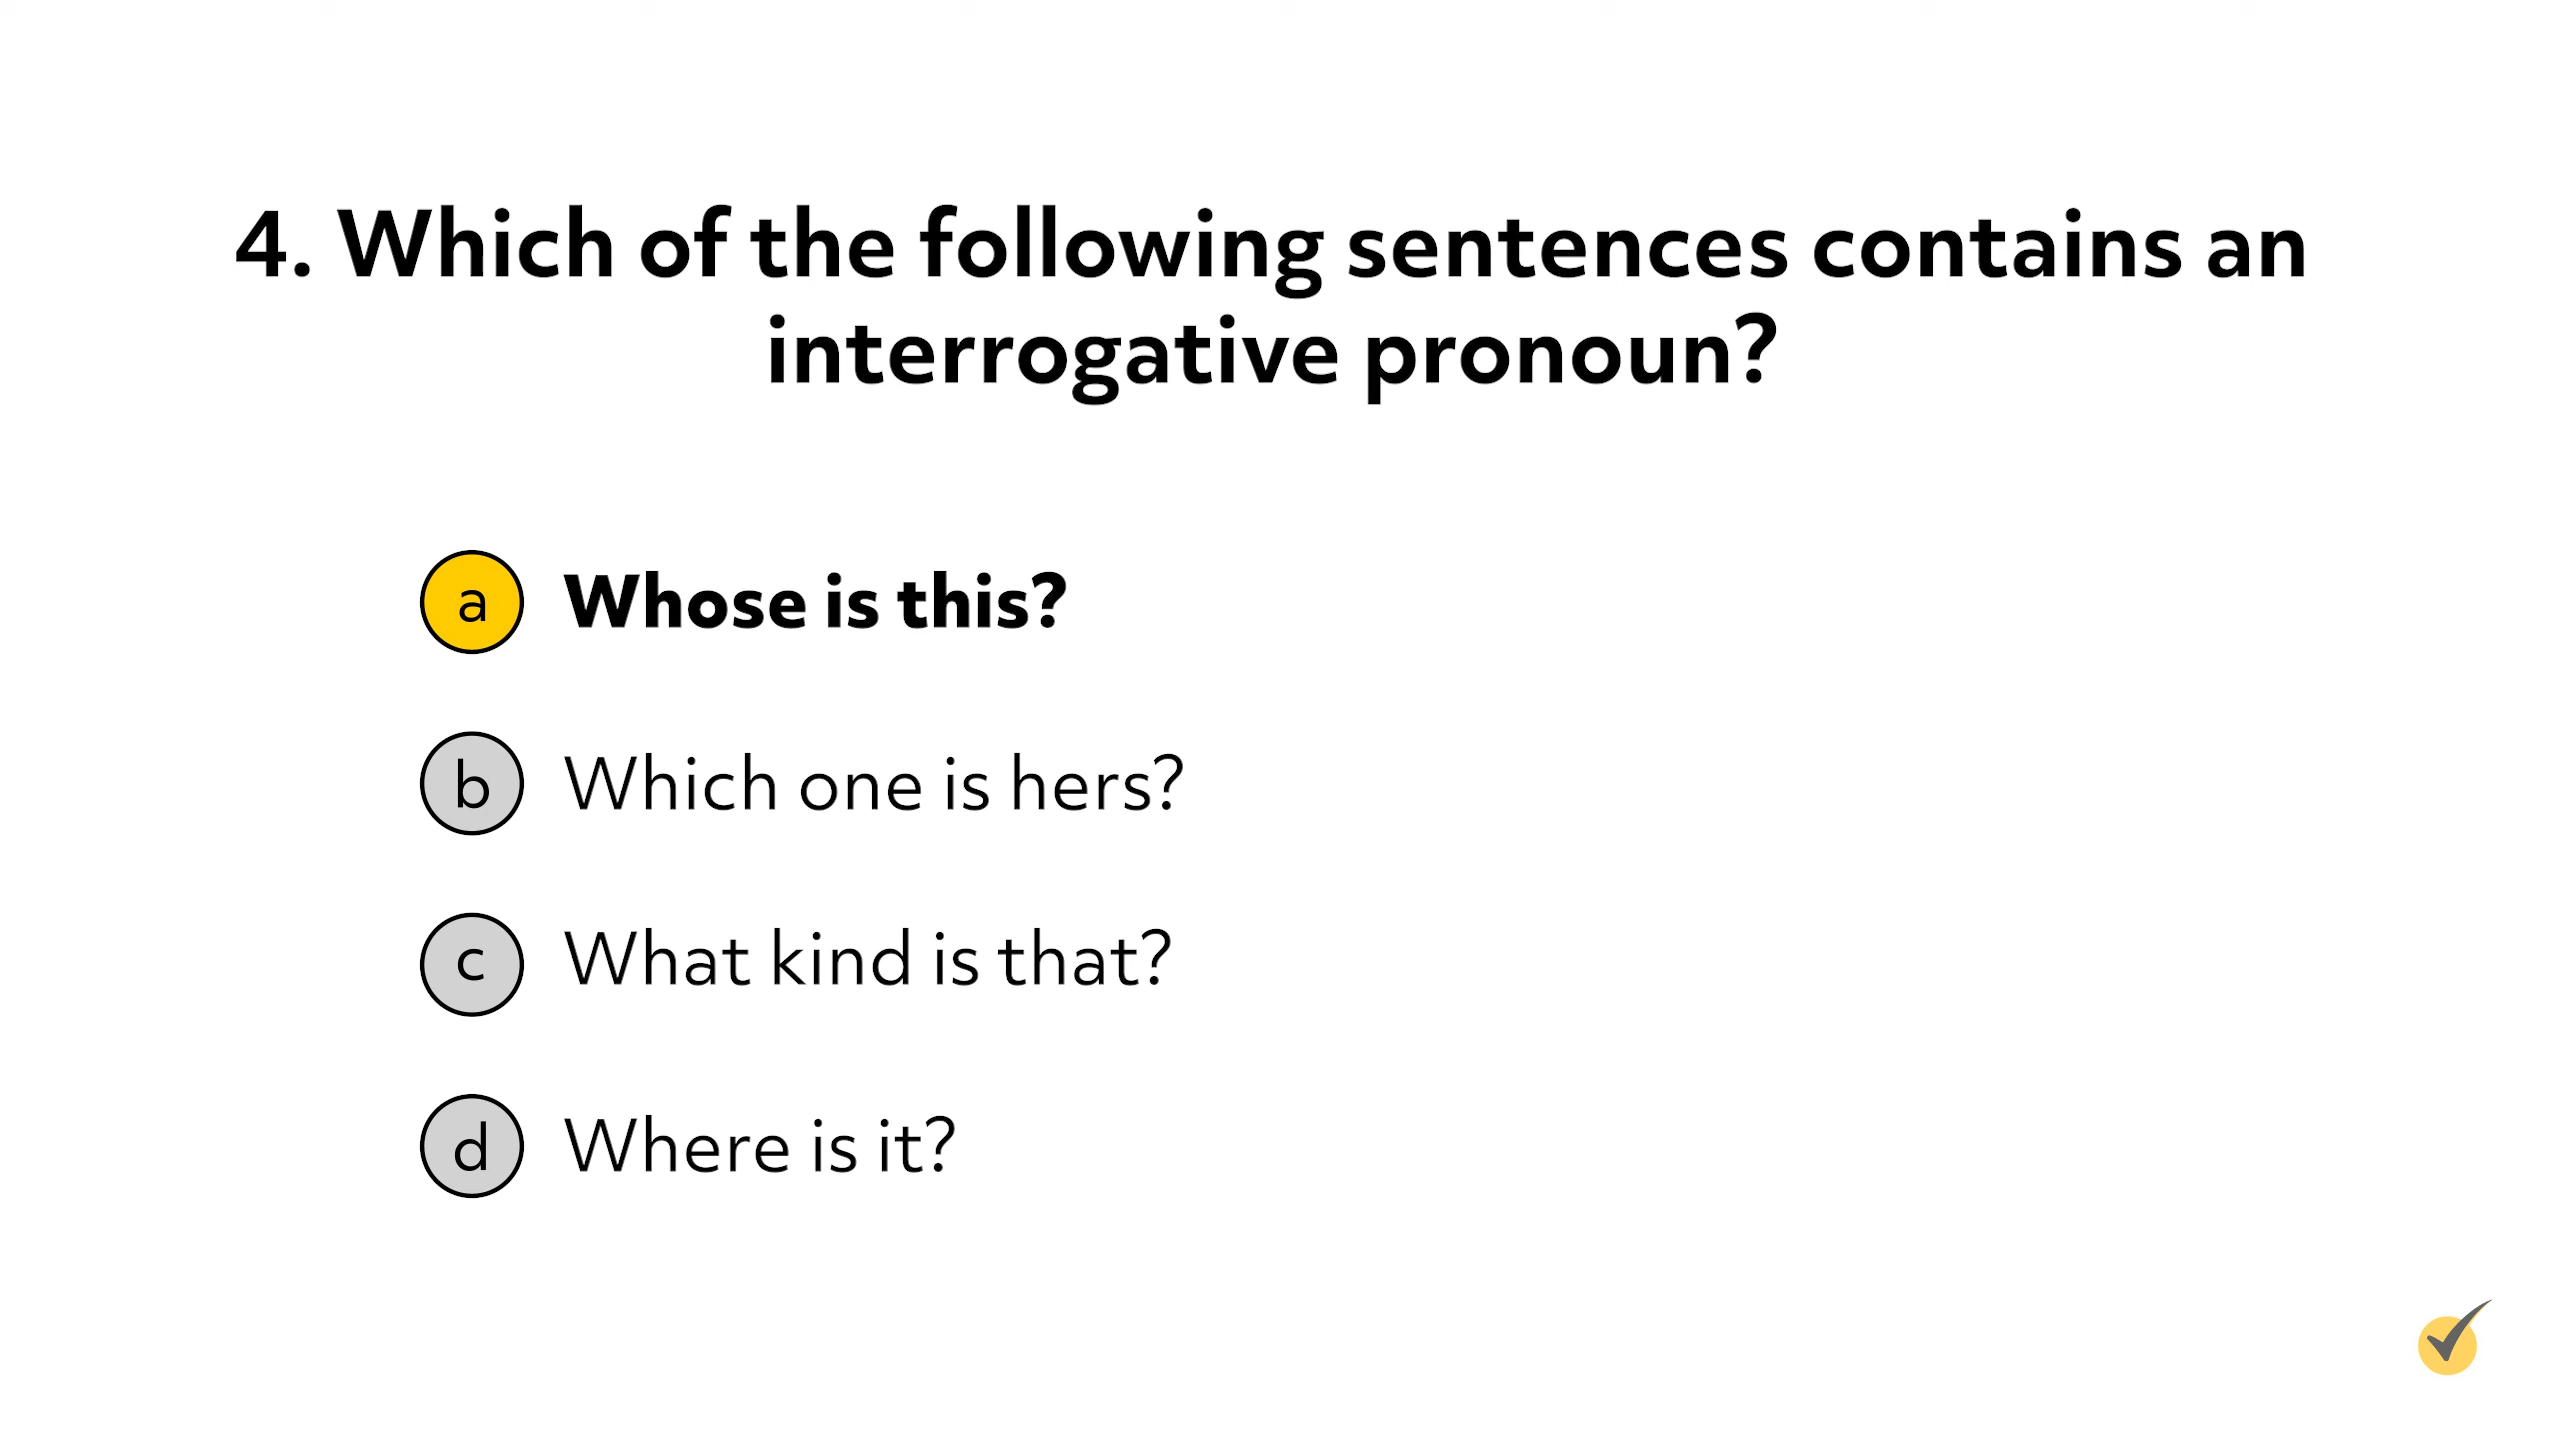 4. Which of the following sentences contains an
interrogative pronoun?
a Whose is this?
b Which one is hers?
c What kind is that?
d Where is it?